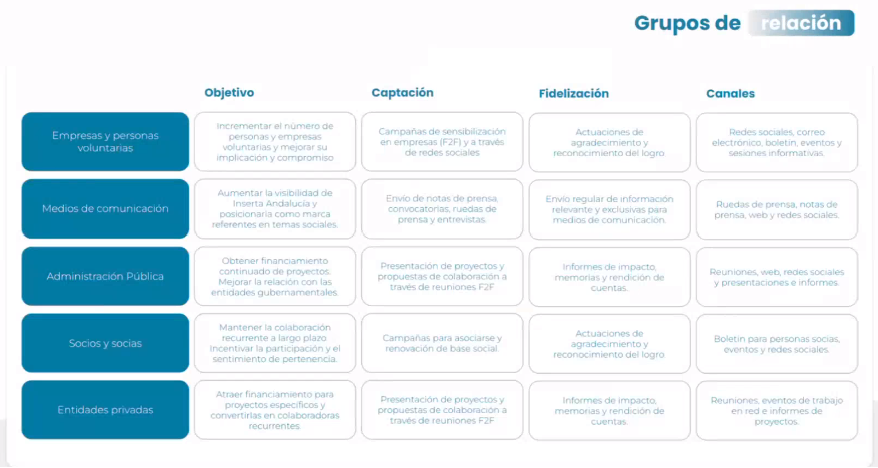 Grupos de relación
Objetivo
Captación
Fidelización
Canales
Empresas y personas
voluntarias
Incrementar el número de
personas y empresas
voluntarias y mejorar su
implicación y compromiso
Campañas de sensibilización
en empresas (F2F) y a través
de redes sociales
Actuaciones de
agradecimiento y
reconocimiento del logro
Redes sociales, correo
electrónico, boletín, eventos y
sesiones informativas.
Medios de comunicación
Aumentar la visibilidad de
Inserta Andalucía y
posicionarla como marca
referentes en temas sociales.
Envío de notas de prensa,
convocatorias, ruedas de
prensa y entrevistas.
Envío regular de información
relevante y exclusivas para
medios de comunicación.
Ruedas de prensa, notas de
prensa, web y redes sociales.
Administración Pública
Obtener financiamiento
continuado de proyectos.
Mejorar la relación con las
entidades gubernamentales
Presentación de proyectos y
propuestas de colaboración a
través de reuniones F2F
Informes de impacto,
memorias y rendición de
cuentas.
Reuniones, web, redes sociales
y presentaciones e informes.
Socios y socias
Mantener la colaboración
recurrente a largo plazo
Incentivar la participación y el
sentimiento de pertenencia.
Campañas para asociarse y
renovación de base social.
Actuaciones de
agradecimiento y
reconocimiento del logro
Boletín para personas socias,
eventos y redes sociales.
Entidades privadas
Atraer financiamiento para
proyectos específicos y
convertirlas en colaboradoras
recurrentes
Presentación de proyectos y
propuestas de colaboración a
través de reuniones F2F
Informes de impacto,
memorias y rendición de
cuentas.
Reuniones, eventos de trabajo
en red e informes de
proyectos.